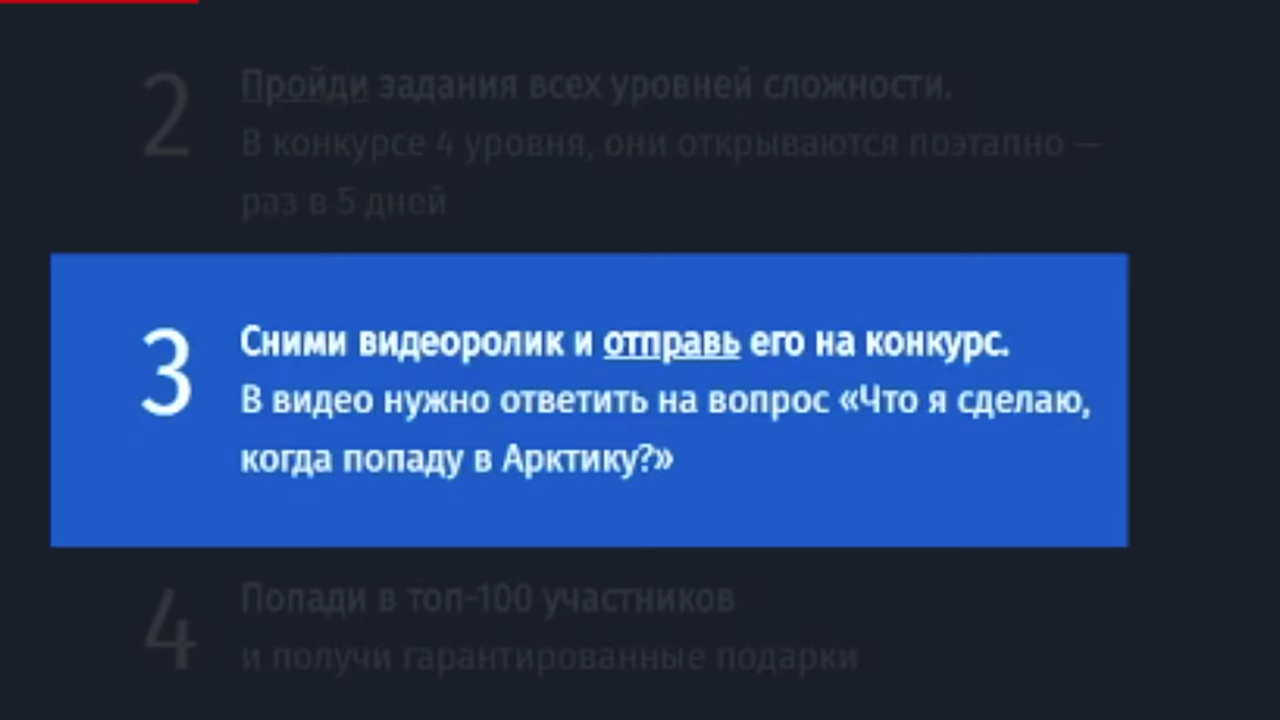 2
Пройди задания всех уровней сложности.
В конкурсе 4 уровня, они открываются поэтапно —
раз в 5 дней
3
Сними видеоролик и отправь его на конкурс.
В видео нужно ответить на вопрос «Что я сделаю,
когда попаду в Арктику?»
4
Попади в топ-100 участников
и получи гарантированные подарки